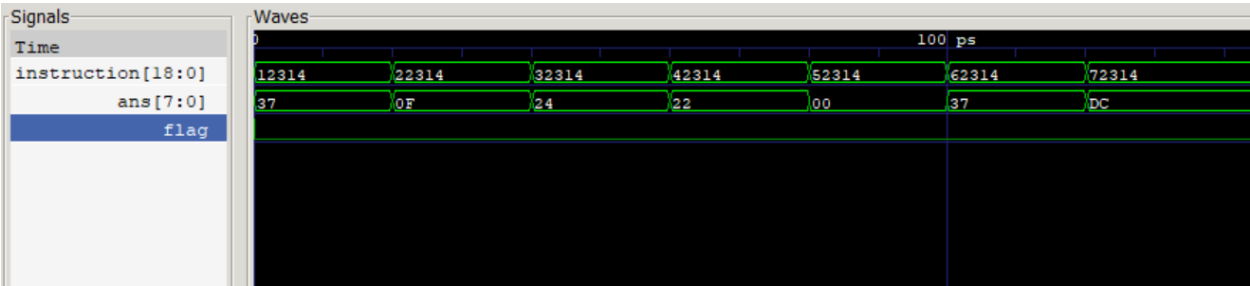 Signals Waves
Time 0 100 ps
instruction[18:0] 12314 22314 32314 42314 52314 62314 72314
ans[7:0] 37 0F 24 22 00 37 DC
flag